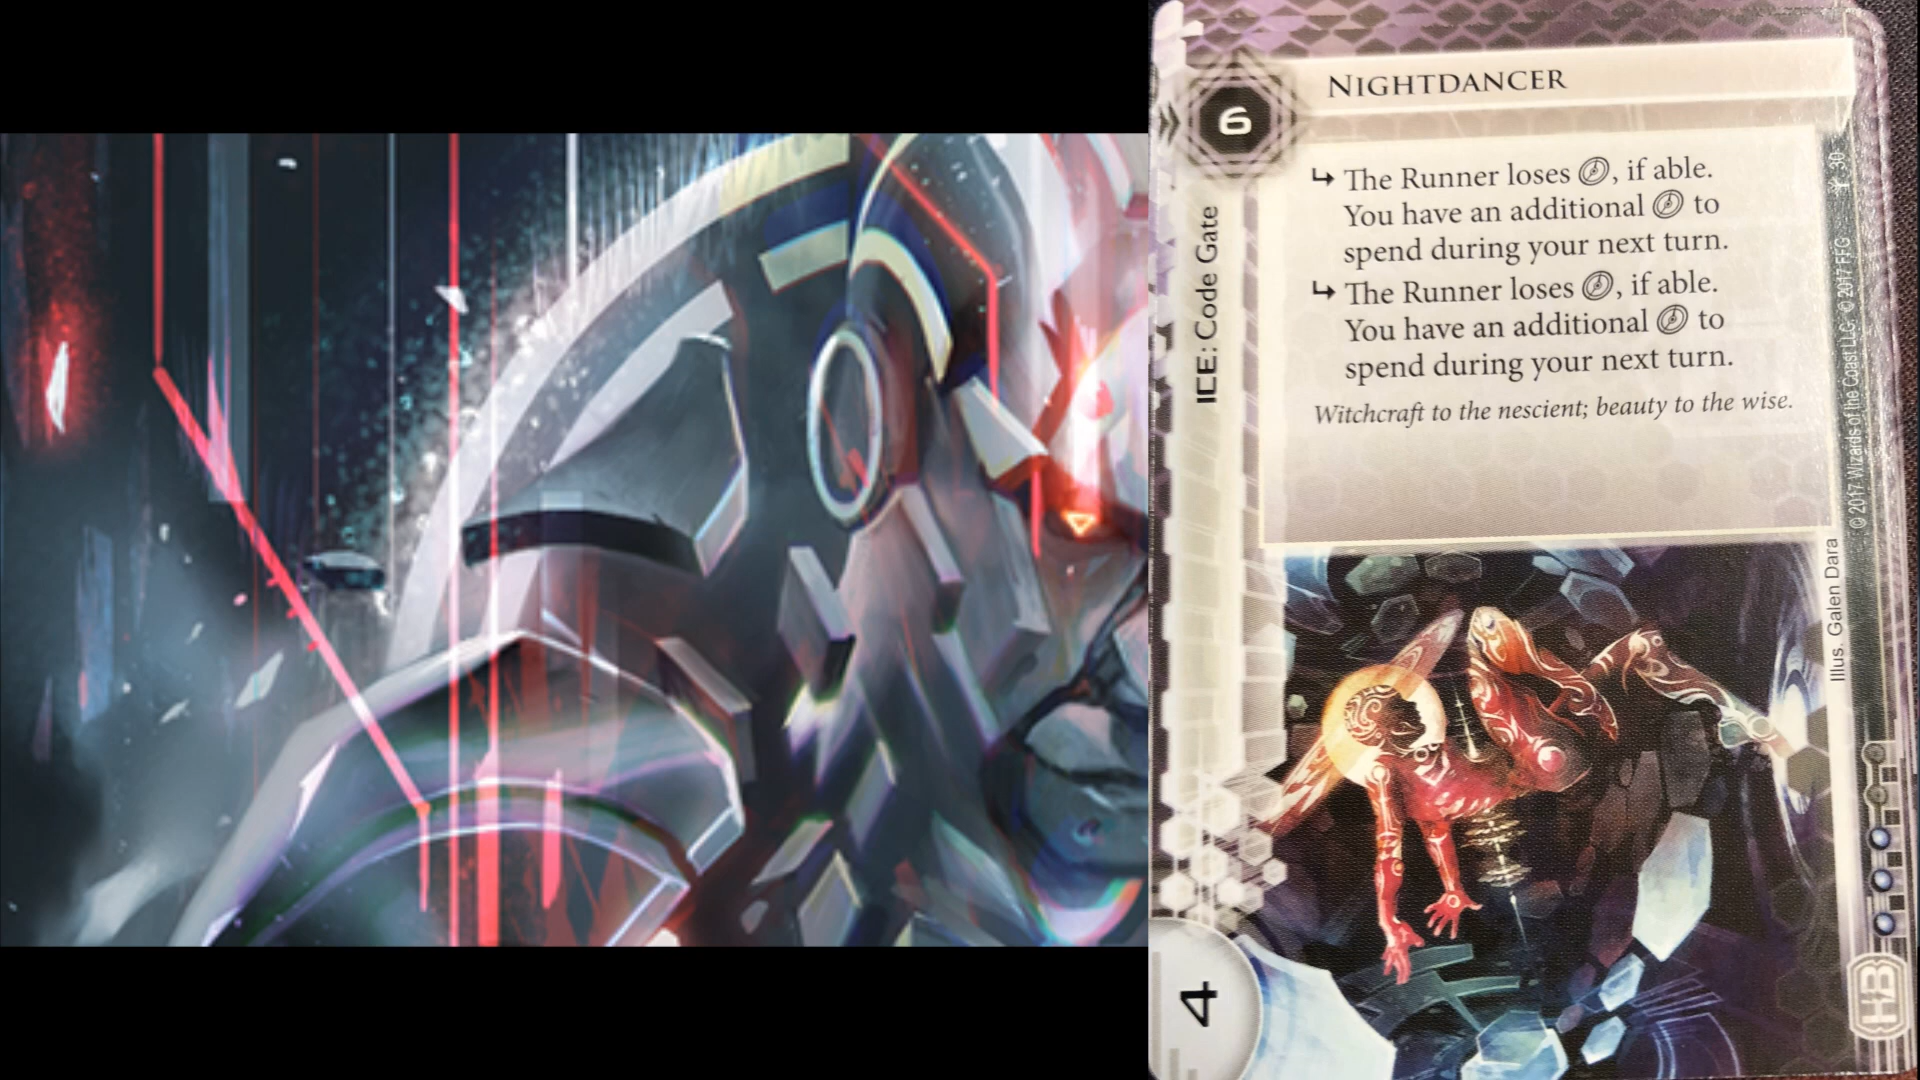 6
NIGHTDANCER
ICE: Code Gate
↳ The Runner loses , if able.
You have an additional to
spend during your next turn.
↳ The Runner loses , if able.
You have an additional to
spend during your next turn.
Witchcraft to the nescient; beauty to the wise.
30
© 2017 Wizards of the Coast LLC. © 2017 FFG
Illus. Galen Dara
4
HB